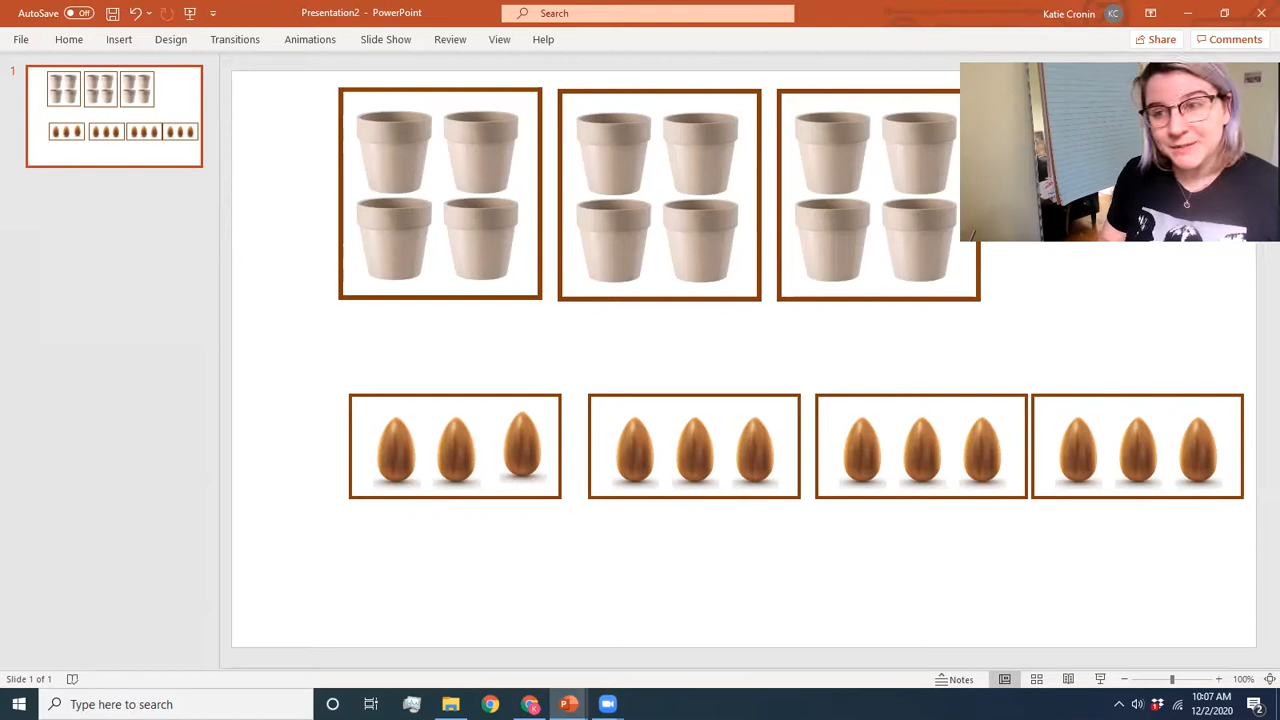 AutoSave Off Presentation2 - PowerPoint Search Katie Cronin KC
File Home Insert Design Transitions Animations Slide Show Review View Help Share Comments
1
Slide 1 of 1 Notes 100%
Type here to search 10:07 AM
12/2/2020 2